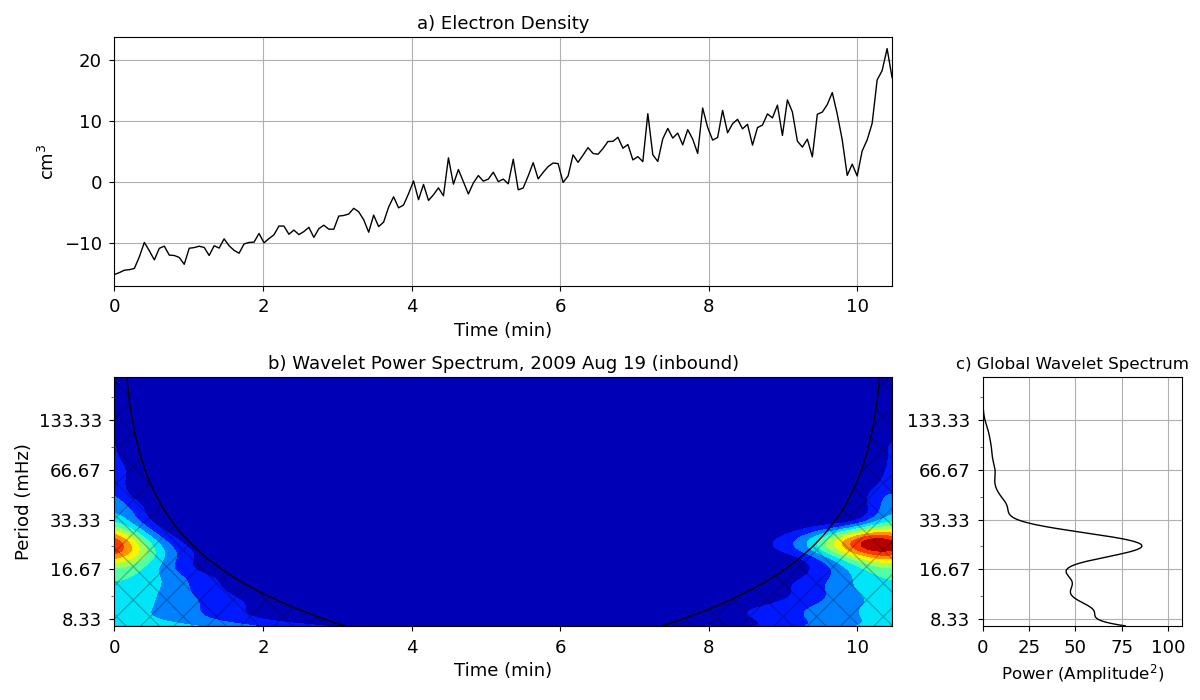 a) Electron Density
20
10
0
−10
cm³
0 2 4 6 8 10
Time (min)
b) Wavelet Power Spectrum, 2009 Aug 19 (inbound)
133.33
66.67
33.33
16.67
8.33
Period (mHz)
0 2 4 6 8 10
Time (min)
c) Global Wavelet Spectrum
133.33
66.67
33.33
16.67
8.33
0 25 50 75 100
Power (Amplitude²)